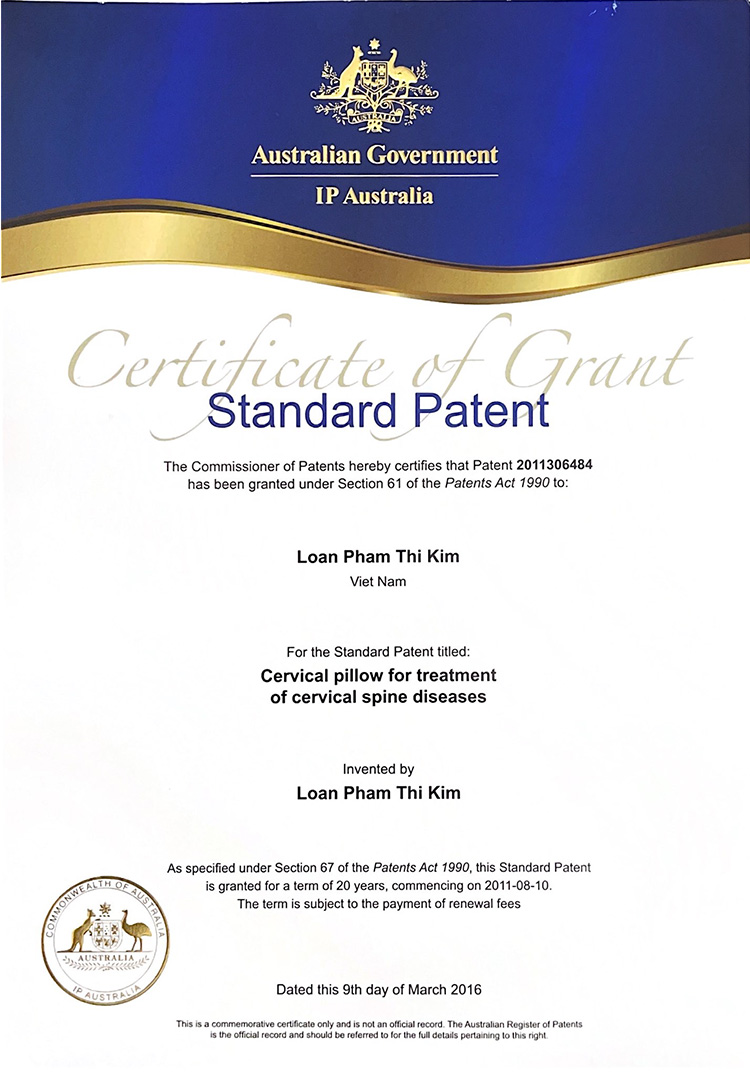 AUSTRALIA
Australian Government
IP Australia
Certificate of Grant
Standard Patent
The Commissioner of Patents hereby certifies that Patent 2011306484
has been granted under Section 61 of the Patents Act 1990 to:
Loan Pham Thi Kim
Viet Nam
For the Standard Patent titled:
Cervical pillow for treatment
of cervical spine diseases
Invented by
Loan Pham Thi Kim
As specified under Section 67 of the Patents Act 1990, this Standard Patent
is granted for a term of 20 years, commencing on 2011-08-10.
The term is subject to the payment of renewal fees
COMMONWEALTH OF AUSTRALIA
AUSTRALIA
IP AUSTRALIA
Dated this 9th day of March 2016
This is a commemorative certificate only and is not an official record. The Australian Register of Patents
is the official record and should be referred to for the full details pertaining to this right.